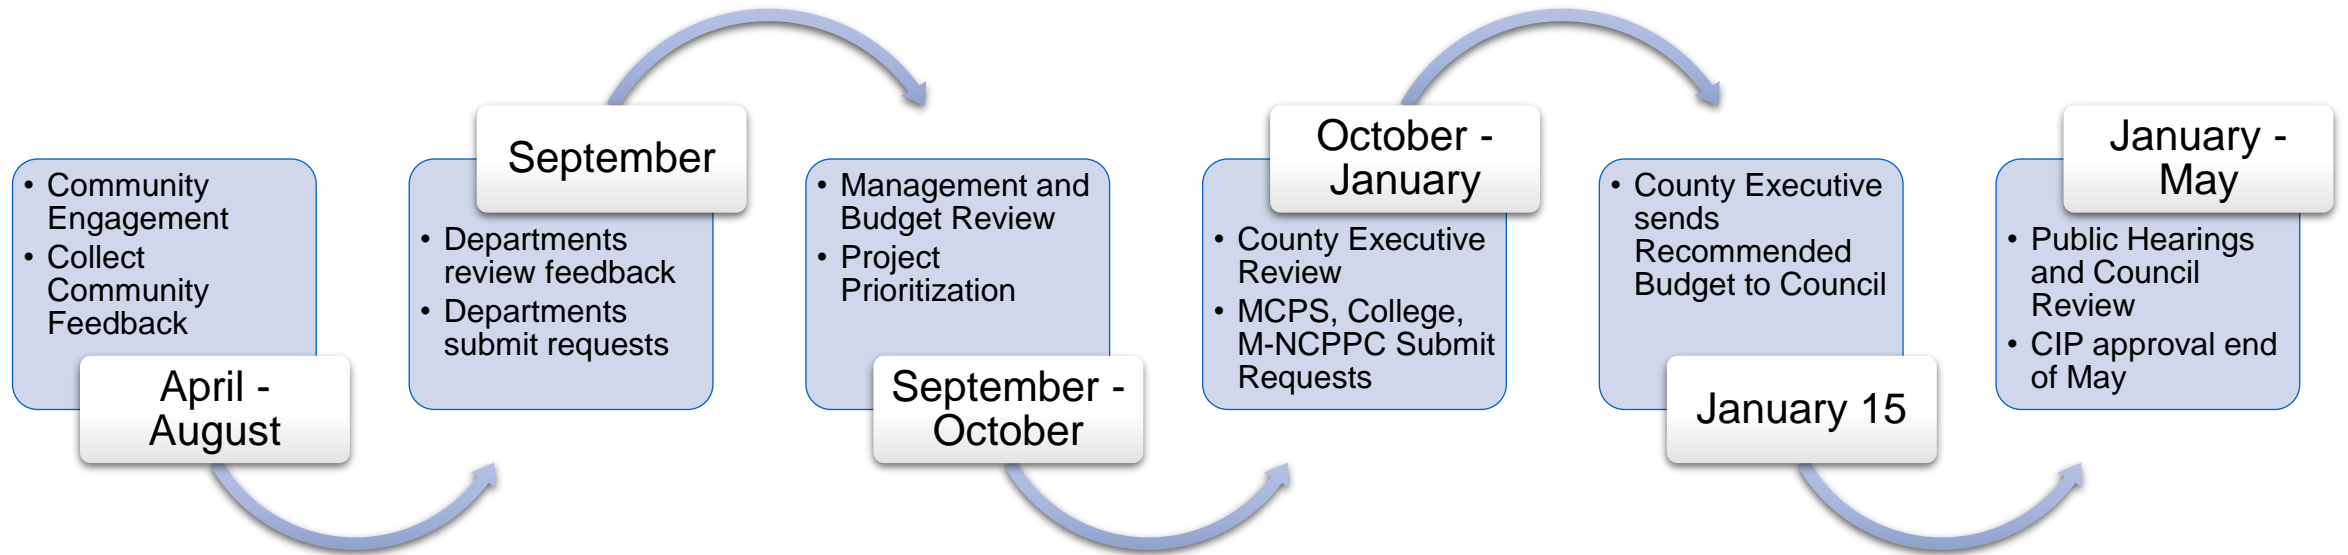 • Community
Engagement
• Collect
Community
Feedback
April -
August
September
• Departments
review feedback
• Departments
submit requests
• Management and
Budget Review
• Project
Prioritization
September -
October
October -
January
• County Executive
Review
• MCPS, College,
M-NCPPC Submit
Requests
• County Executive
sends
Recommended
Budget to Council
January 15
January -
May
• Public Hearings
and Council
Review
• CIP approval end
of May